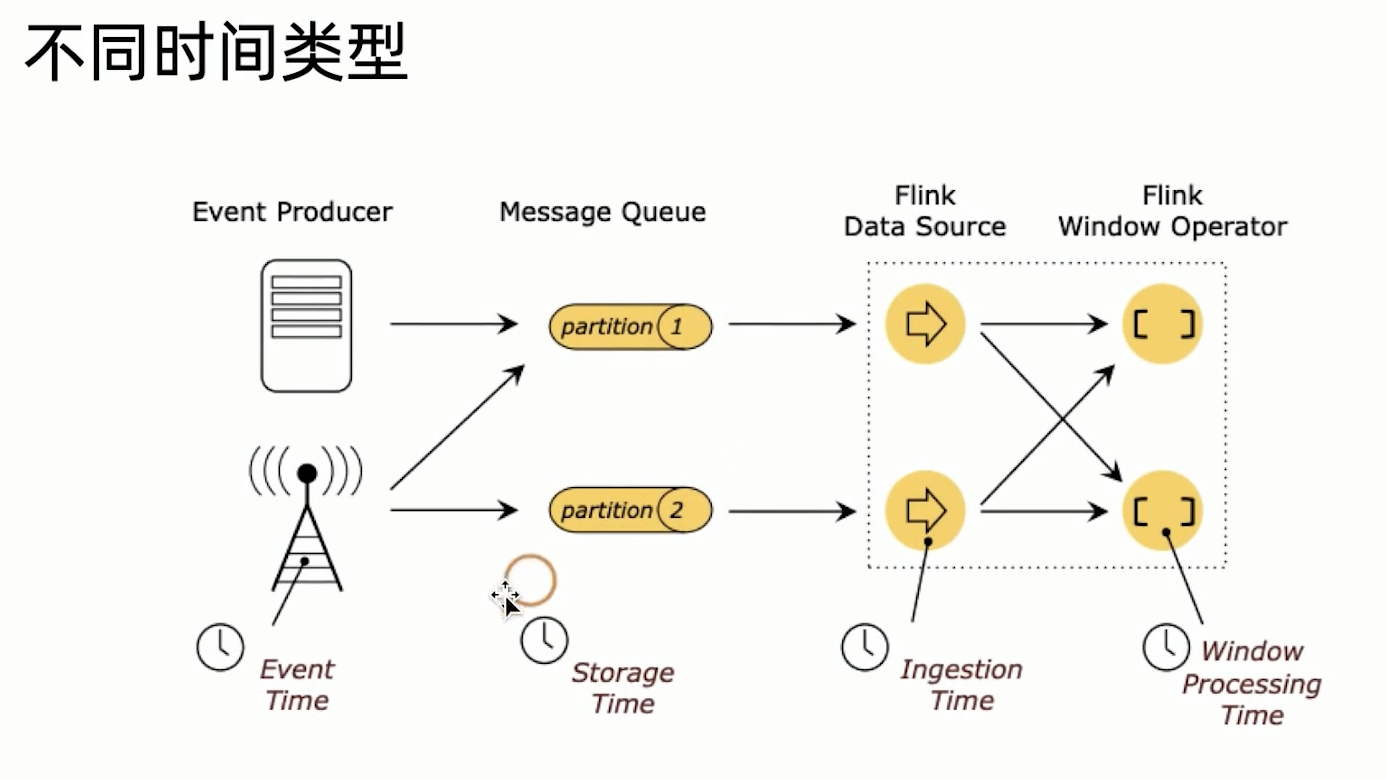 不同时间类型
Event Producer
Message Queue
Flink
Data Source
Flink
Window Operator
partition 1
partition 2
Event
Time
Storage
Time
Ingestion
Time
Window
Processing
Time